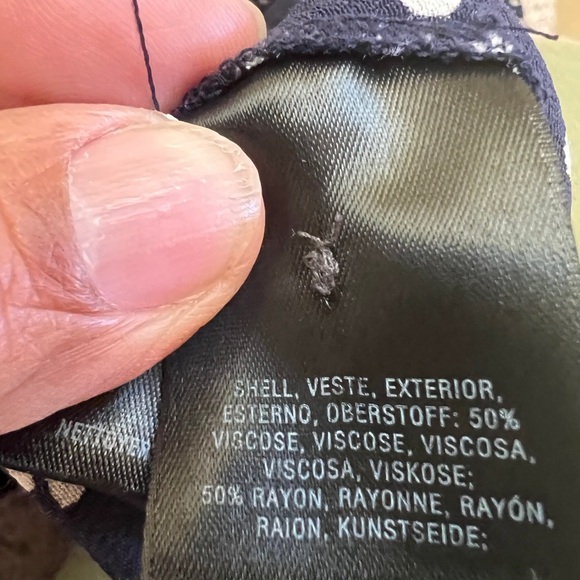 SHELL, VESTE, EXTERIOR,
ESTERNO, OBERSTOFF: 50%
VISCOSE, VISCOSE, VISCOSA,
VISCOSA, VISKOSE;
50% RAYON, RAYONNE, RAYÓN,
RAION, KUNSTSEIDE;